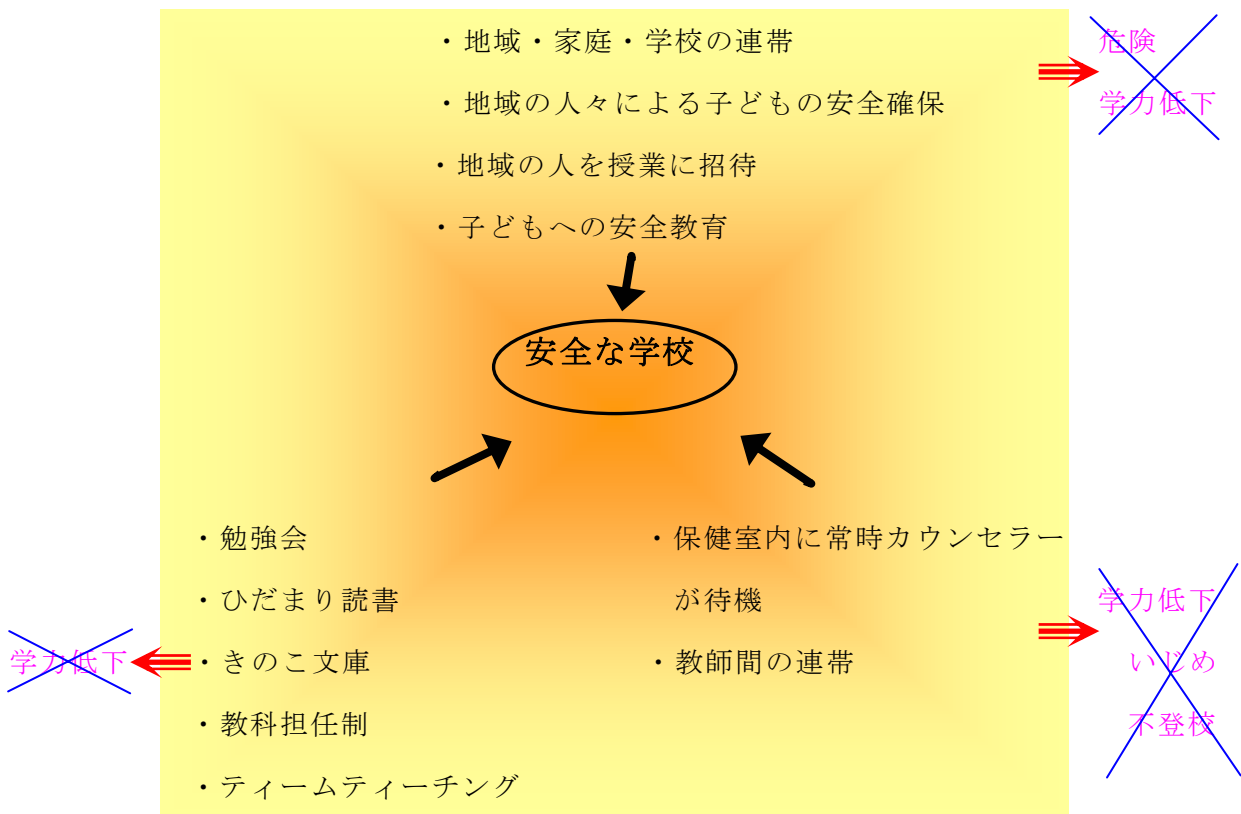 ・地域・家庭・学校の連帯
・地域の人々による子どもの安全確保
・地域の人を授業に招待
・子どもへの安全教育
危険
学力低下
安全な学校
・勉強会
・ひだまり読書
・きのこ文庫
・教科担任制
・ティームティーチング
学力低下
・保健室内に常時カウンセラー
が待機
・教師間の連帯
学力低下
いじめ
不登校